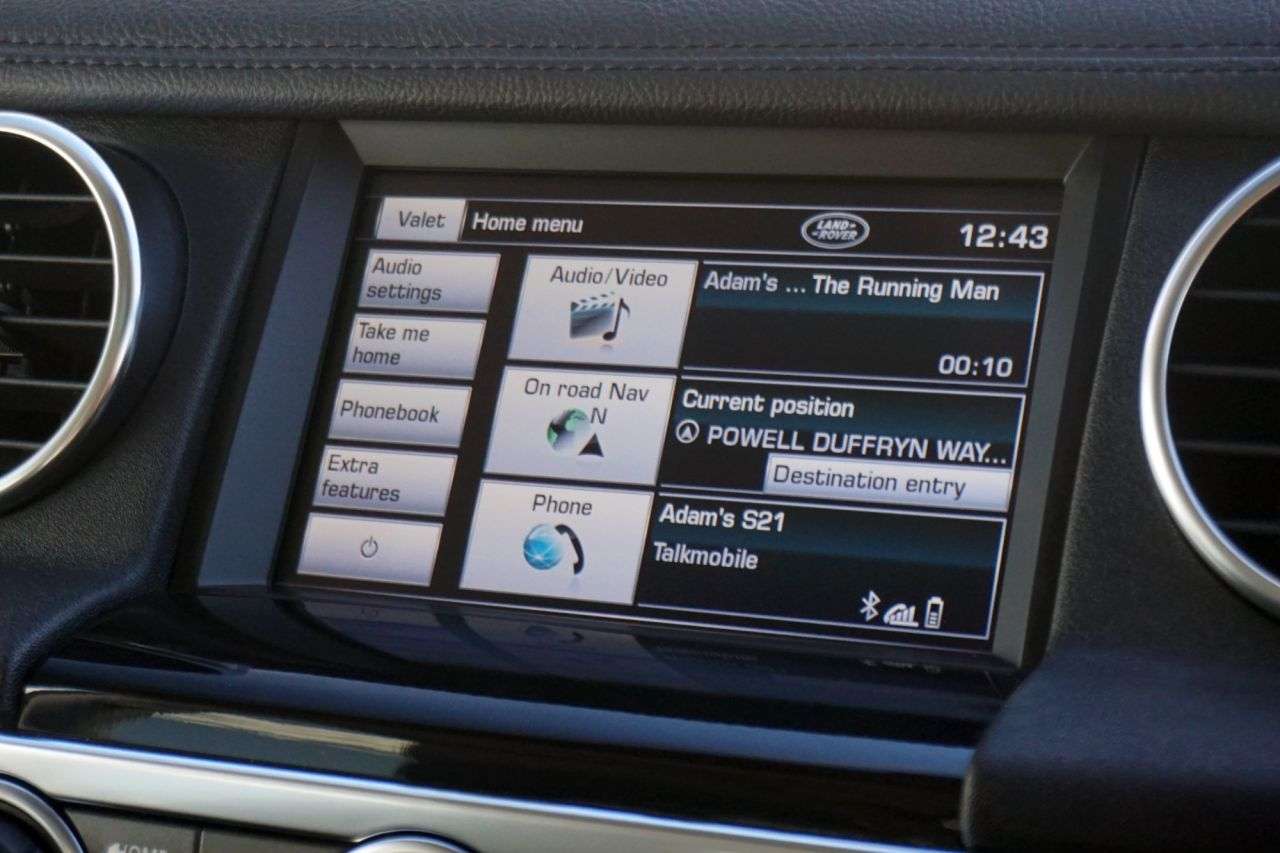 Valet
Home menu
LAND
ROVER
12:43
Audio
settings
Take me
home
Phonebook
Extra
features
Audio/Video
Adam's ... The Running Man
00:10
On road Nav
N
Current position
POWELL DUFFRYN WAY...
Destination entry
Phone
Adam's S21
Talkmobile
HOME